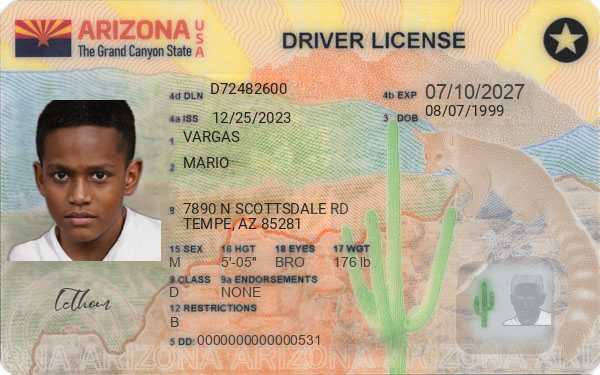 ARIZONA USA
The Grand Canyon State
DRIVER LICENSE
4d DLN D72482600
4b EXP 07/10/2027
4a ISS 12/25/2023
3 DOB 08/07/1999
1 VARGAS
2 MARIO
8 7890 N SCOTTSDALE RD
TEMPE, AZ 85281
15 SEX 16 HGT 18 EYES 17 WGT
M 5'-05" BRO 176 lb
9 CLASS 9a ENDORSEMENTS
D NONE
12 RESTRICTIONS
B
5 DD: 0000000000000531
ARIZONA ARIZONA ARIZONA ARIZONA